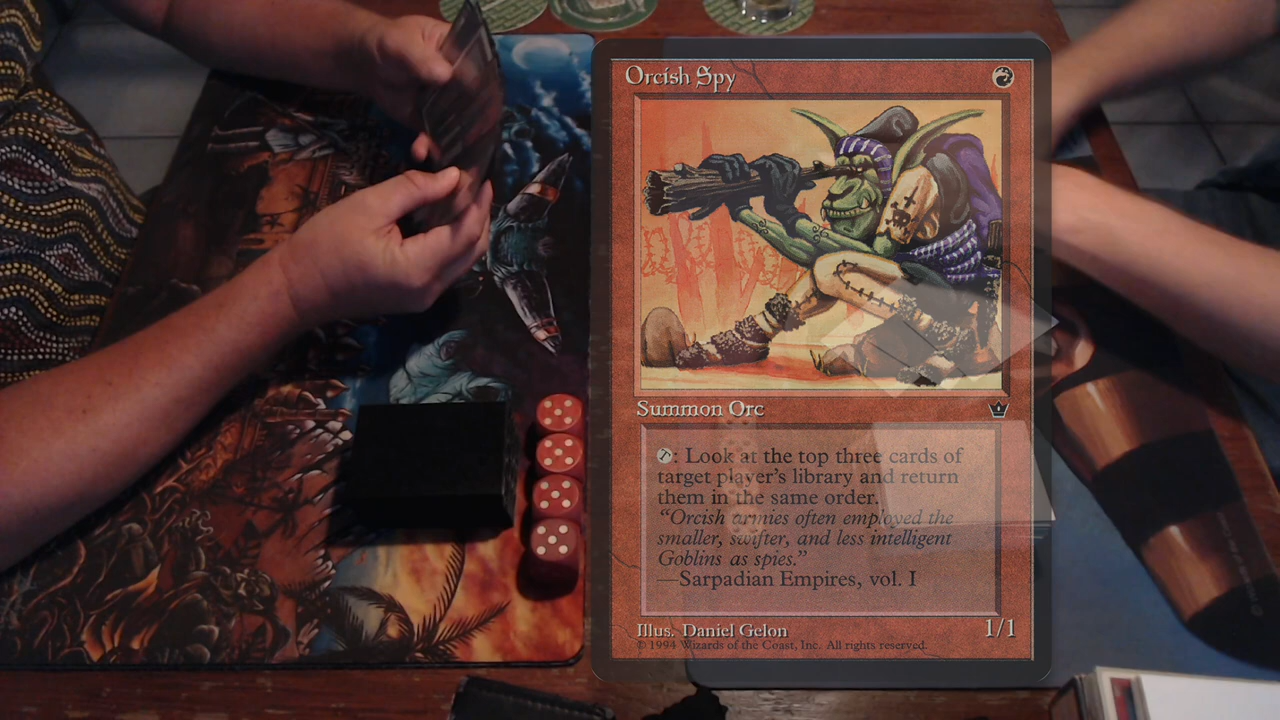 Orcish Spy
Summon Orc
T: Look at the top three cards of
target player's library and return
them in the same order.
"Orcish armies often employed the
smaller, swifter, and less intelligent
Goblins as spies."
—Sarpadian Empires, vol. I
Illus. Daniel Gelon
1/1
© 1994 Wizards of the Coast, Inc. All rights reserved.